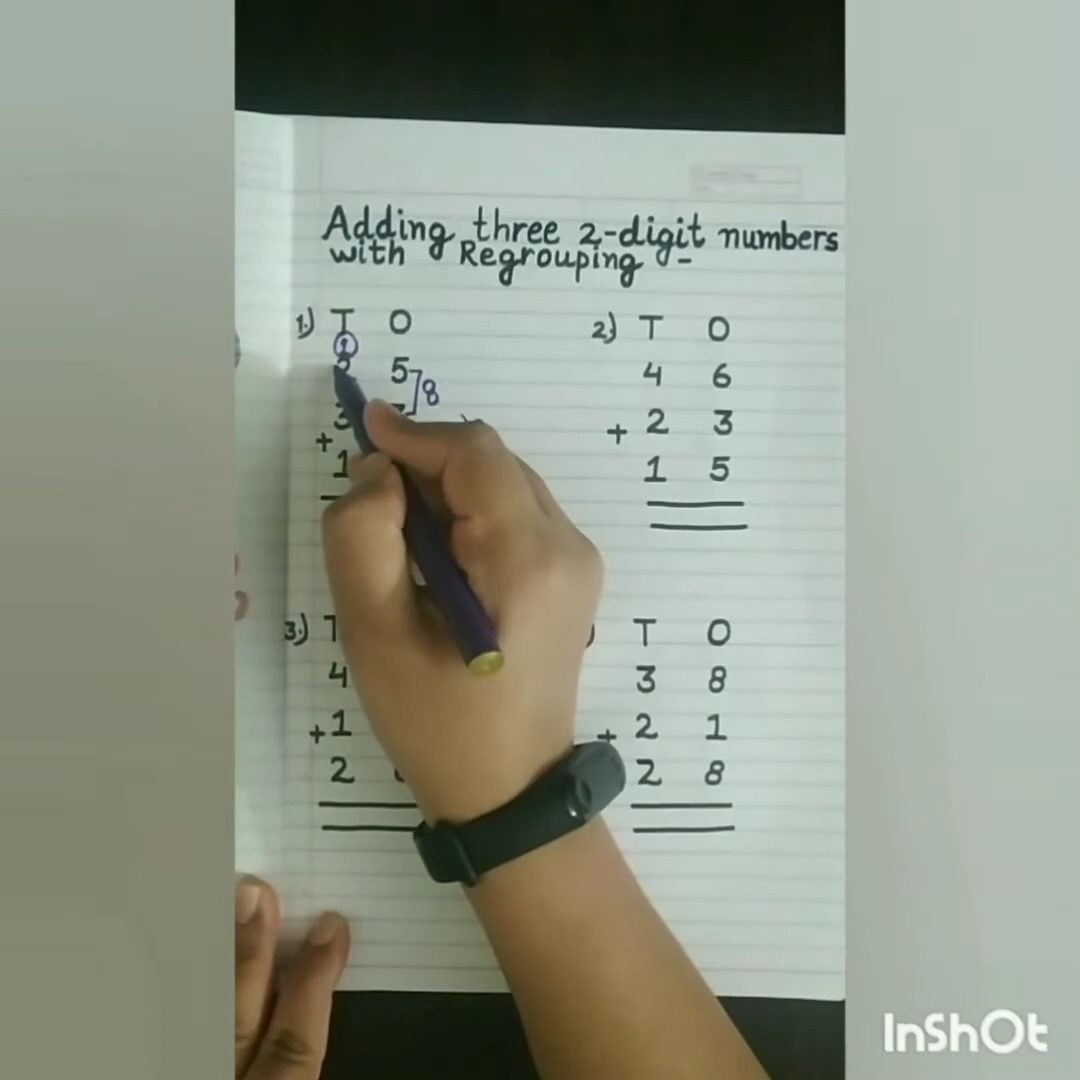 Adding three 2-digit numbers
with Regrouping -
1.) T O
1
5
8
3
+
1
2.) T O
4 6
+ 2 3
1 5
3.) T
4
+ 1
2
T O
3 8
+ 2 1
2 8
InShOt